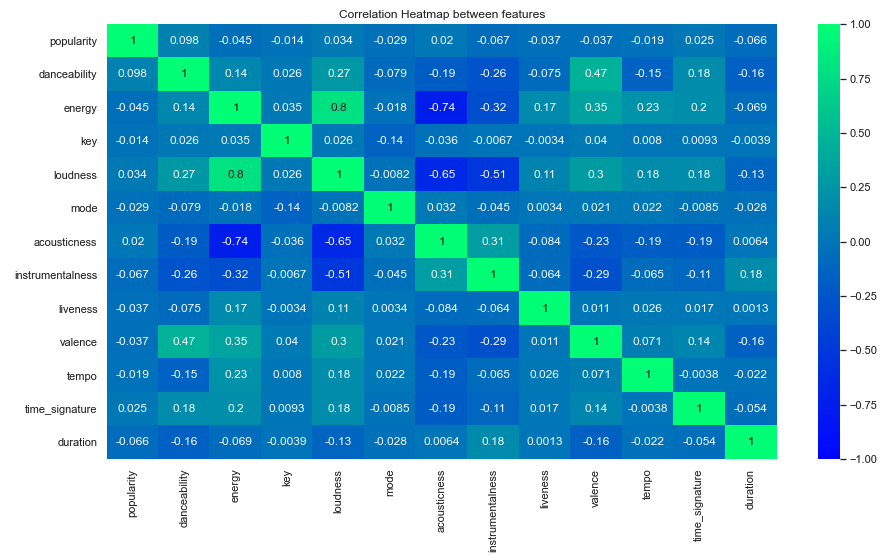 Correlation Heatmap between features
popularity 1 0.098 -0.045 -0.014 0.034 -0.029 0.02 -0.067 -0.037 -0.037 -0.019 0.025 -0.066
danceability 0.098 1 0.14 0.026 0.27 -0.079 -0.19 -0.26 -0.075 0.47 -0.15 0.18 -0.16
energy -0.045 0.14 1 0.035 0.8 -0.018 -0.74 -0.32 0.17 0.35 0.23 0.2 -0.069
key -0.014 0.026 0.035 1 0.026 -0.14 -0.036 -0.0067 -0.0034 0.04 0.008 0.0093 -0.0039
loudness 0.034 0.27 0.8 0.026 1 -0.0082 -0.65 -0.51 0.11 0.3 0.18 0.18 -0.13
mode -0.029 -0.079 -0.018 -0.14 -0.0082 1 0.032 -0.045 0.0034 0.021 0.022 -0.0085 -0.028
acousticness 0.02 -0.19 -0.74 -0.036 -0.65 0.032 1 0.31 -0.084 -0.23 -0.19 -0.19 0.0064
instrumentalness -0.067 -0.26 -0.32 -0.0067 -0.51 -0.045 0.31 1 -0.064 -0.29 -0.065 -0.11 0.18
liveness -0.037 -0.075 0.17 -0.0034 0.11 0.0034 -0.084 -0.064 1 0.011 0.026 0.017 0.0013
valence -0.037 0.47 0.35 0.04 0.3 0.021 -0.23 -0.29 0.011 1 0.071 0.14 -0.16
tempo -0.019 -0.15 0.23 0.008 0.18 0.022 -0.19 -0.065 0.026 0.071 1 -0.0038 -0.022
time_signature 0.025 0.18 0.2 0.0093 0.18 -0.0085 -0.19 -0.11 0.017 0.14 -0.0038 1 -0.054
duration -0.066 -0.16 -0.069 -0.0039 -0.13 -0.028 0.0064 0.18 0.0013 -0.16 -0.022 -0.054 1
popularity
danceability
energy
key
loudness
mode
acousticness
instrumentalness
liveness
valence
tempo
time_signature
duration
1.00
0.75
0.50
0.25
0.00
−0.25
−0.50
−0.75
−1.00